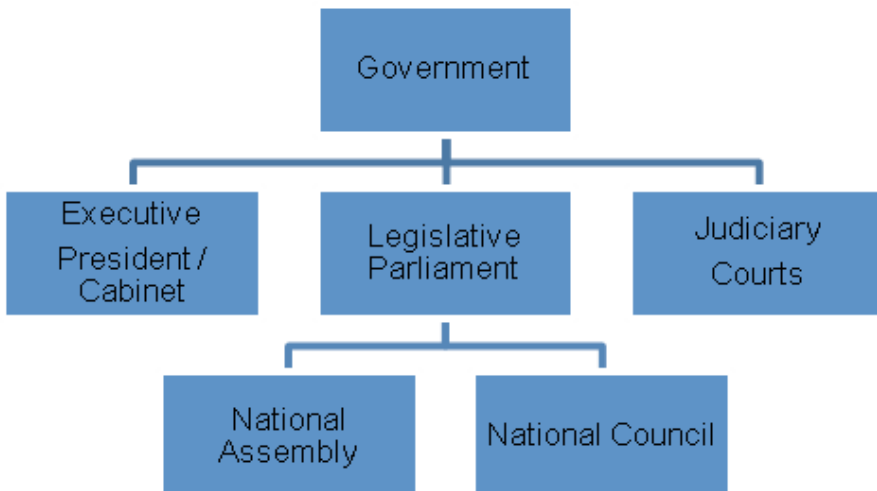 Government
Executive
President /
Cabinet
Legislative
Parliament
Judiciary
Courts
National
Assembly
National Council